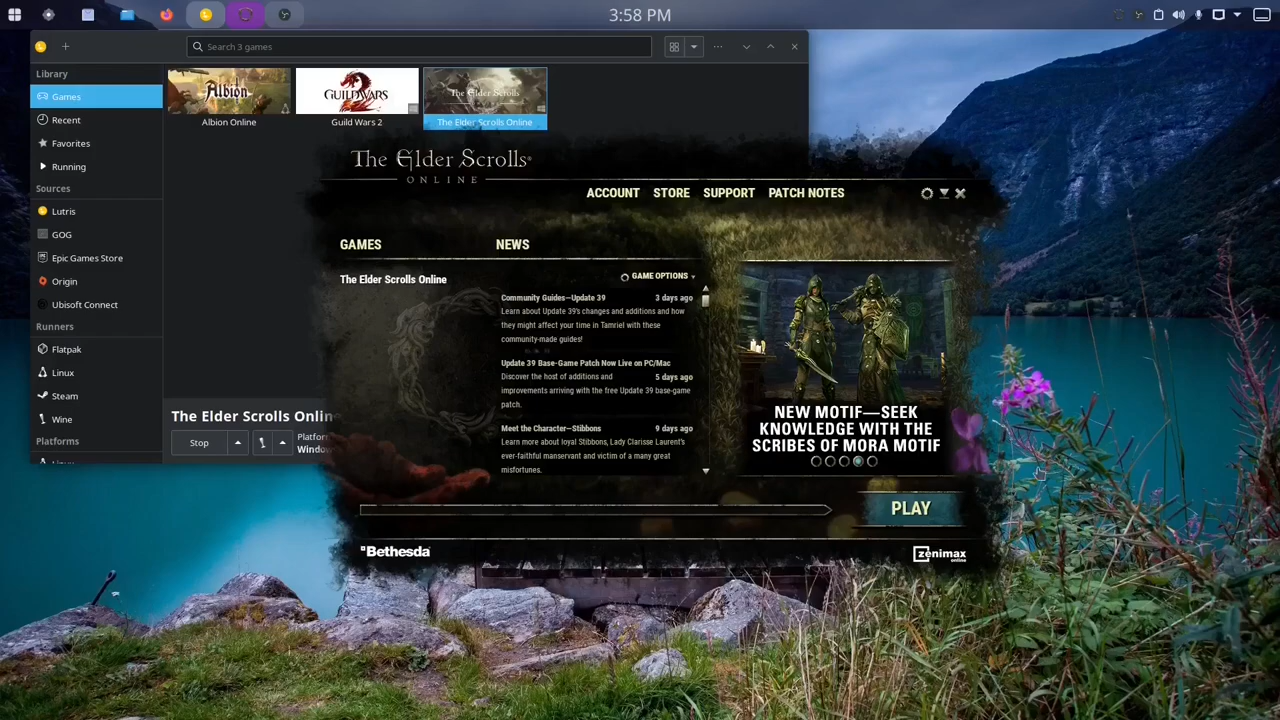 3:58 PM
Search 3 games
Library
Games
Recent
Favorites
Running
Sources
Lutris
GOG
Epic Games Store
Origin
Ubisoft Connect
Runners
Flatpak
Linux
Steam
Wine
Platforms
Albion
Albion Online
GUILD WARS
Guild Wars 2
The Elder Scrolls
The Elder Scrolls Online
The Elder Scrolls Onlin
Stop
Platfor
Window
The Elder Scrolls®
ONLINE
ACCOUNT STORE SUPPORT PATCH NOTES
GAMES
The Elder Scrolls Online
NEWS
GAME OPTIONS
Community Guides—Update 39 3 days ago
Learn about Update 39's changes and additions and how
they might affect your time in Tamriel with these
community-made guides!
Update 39 Base-Game Patch Now Live on PC/Mac
Discover the host of additions and 5 days ago
improvements arriving with the free Update 39 base-game
patch.
Meet the Character—Stibbons 9 days ago
Learn more about loyal Stibbons, Lady Clarisse Laurent's
ever-faithful manservant and victim of a many great
misfortunes.
NEW MOTIF—SEEK
KNOWLEDGE WITH THE
SCRIBES OF MORA MOTIF
PLAY
Bethesda
zenimax
online